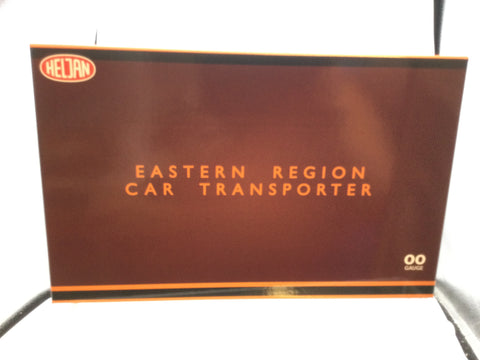 HELJAN
EASTERN REGION
CAR TRANSPORTER
OO
GAUGE